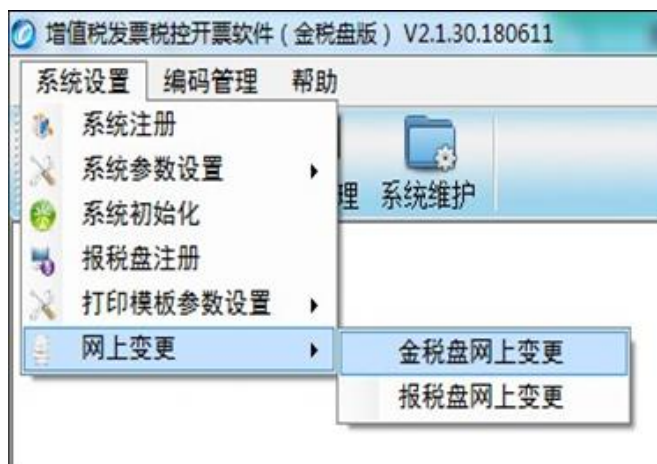 增值税发票税控开票软件(金税盘版) V2.1.30.180611
系统设置 编码管理 帮助
系统注册
系统参数设置
理 系统维护
系统初始化
报税盘注册
打印模板参数设置
网上变更
金税盘网上变更
报税盘网上变更